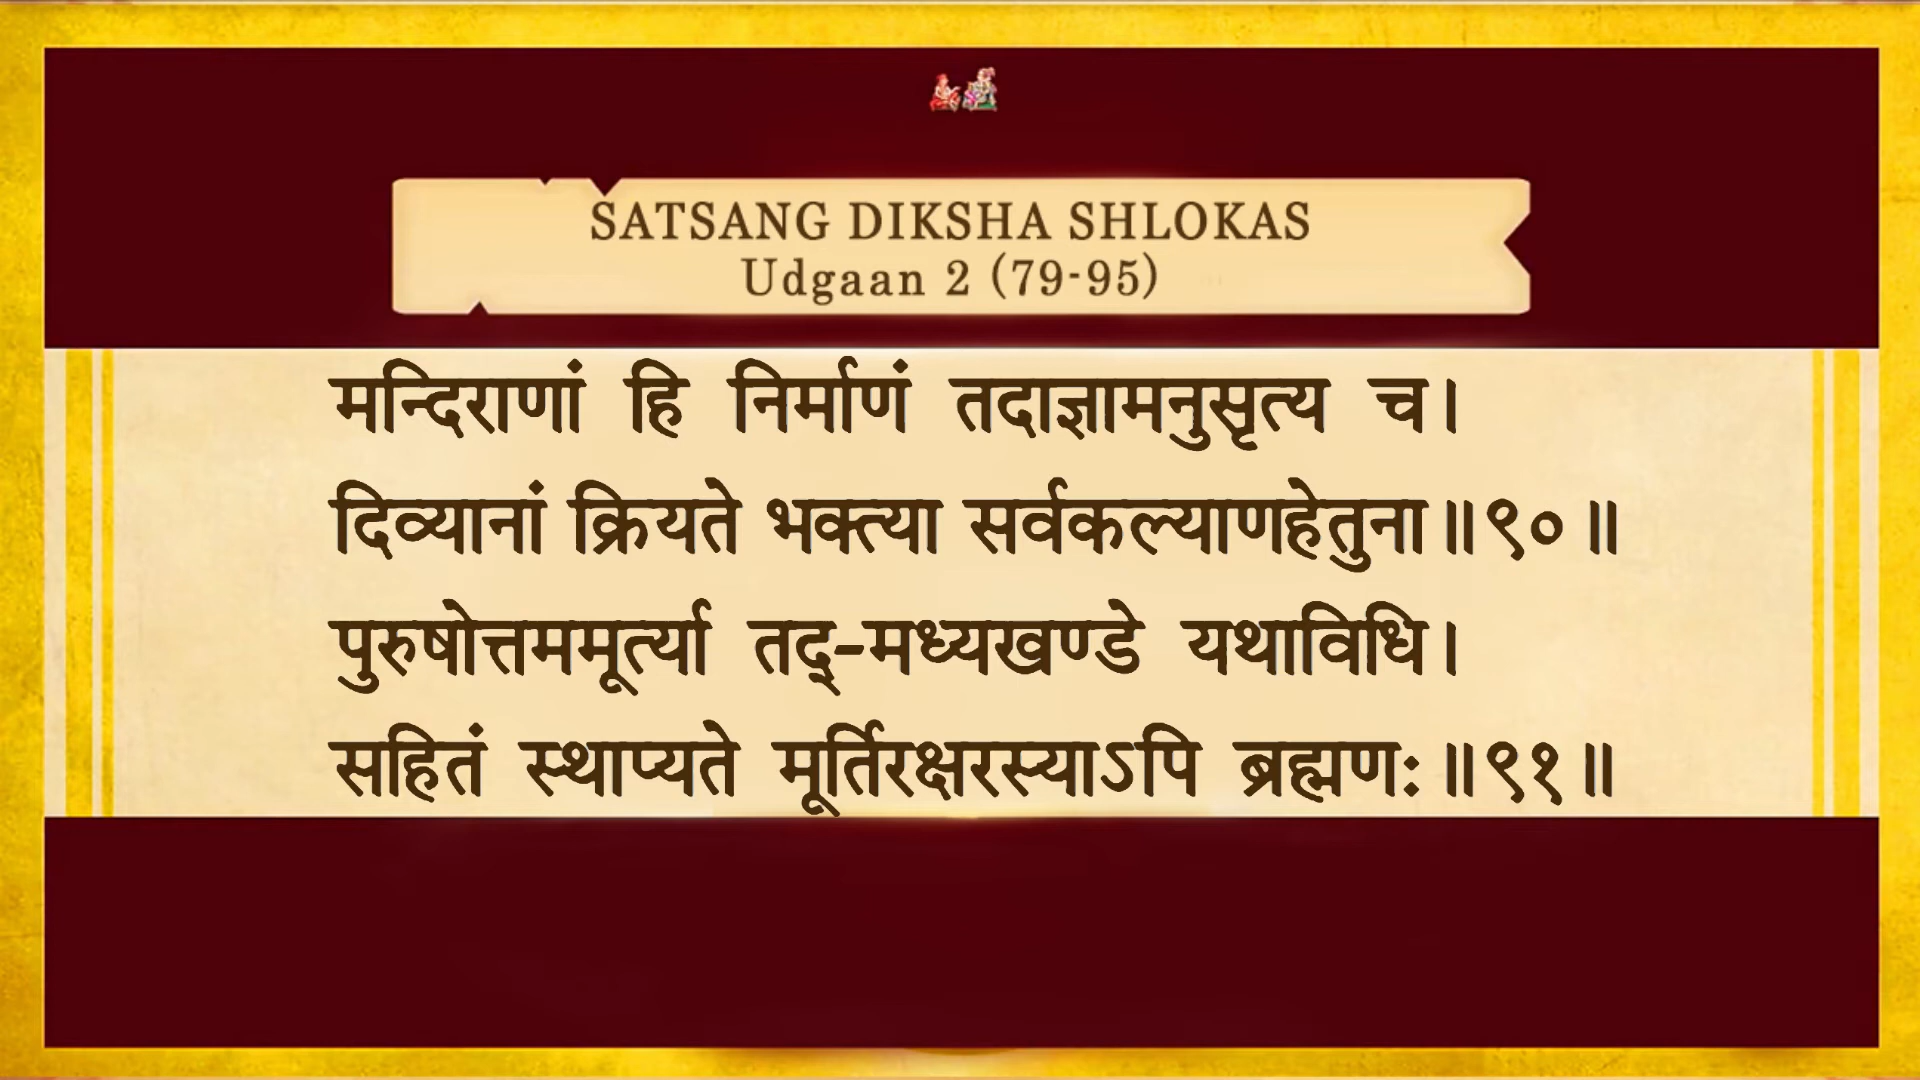 SATSANG DIKSHA SHLOKAS
Udgaan 2 (79-95)
मन्दिराणां हि निर्माणं तदाज्ञामनुसृत्य च।
दिव्यानां क्रियते भक्त्या सर्वकल्याणहेतुना॥९०॥
पुरुषोत्तममूर्त्या तद्-मध्यखण्डे यथाविधि।
सहितं स्थाप्यते मूर्तिरक्षरस्याऽपि ब्रह्मणः॥९१॥